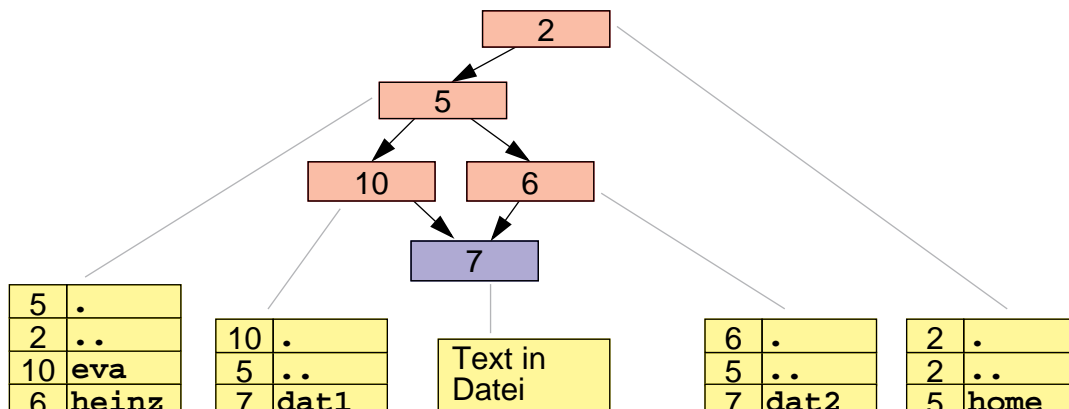 2
5
10 6
7
5 .
2 ..
10 eva
6 heinz
10 .
5 ..
7 dat1
Text in
Datei
6 .
5 ..
7 dat2
2 .
2 ..
5 home